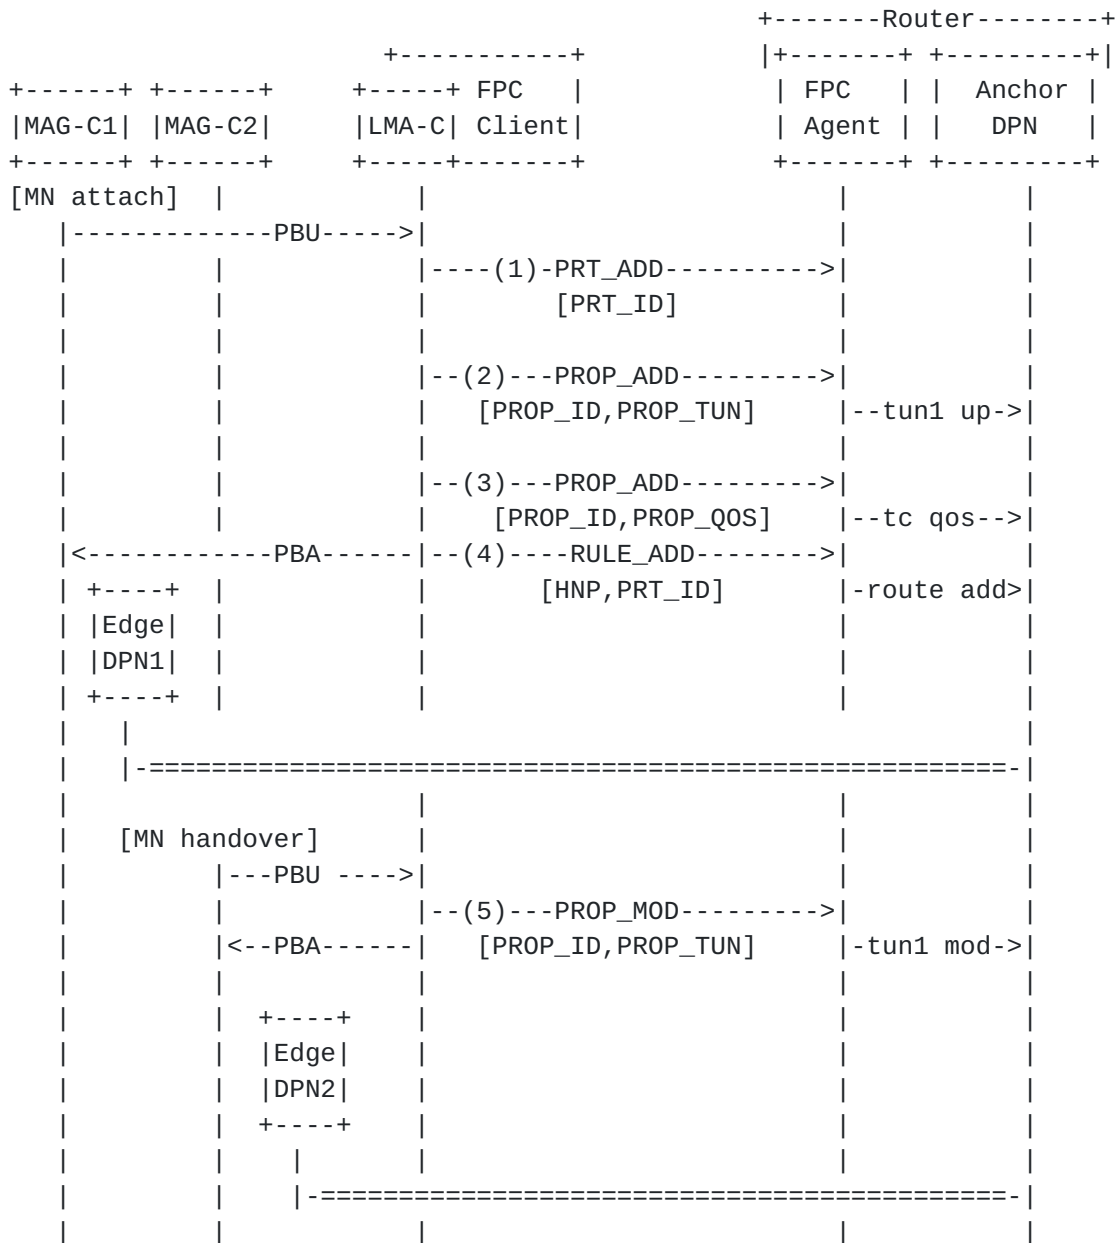 +-------Router--------+
                        +-----------+           |+-------+ +---------+|
+------+ +------+     +-----+ FPC   |            | FPC   | |  Anchor |
|MAG-C1| |MAG-C2|     |LMA-C| Client|            | Agent | |   DPN   |
+------+ +------+     +-----+-------+            +-------+ +---------+
[MN attach]  |            |                          |           |
   |-------------PBU----->|                          |           |
   |         |            |----(1)-PRT_ADD---------->|           |
   |         |            |        [PRT_ID]          |           |
   |         |            |                          |           |
   |         |            |--(2)---PROP_ADD--------->|           |
   |         |            |   [PROP_ID,PROP_TUN]     |--tun1 up->|
   |         |            |                          |           |
   |         |            |--(3)---PROP_ADD--------->|           |
   |         |            |    [PROP_ID,PROP_QOS]    |--tc qos-->|
   |<------------PBA------|--(4)----RULE_ADD-------->|           |
   | +----+  |            |       [HNP,PRT_ID]       |-route add>|
   | |Edge|  |            |                          |           |
   | |DPN1|  |            |                          |           |
   | +----+  |            |                          |           |
   |   |                                                         |
   |   |-=======================================================-|
   |                      |                          |           |
   |   [MN handover]      |                          |           |
   |         |---PBU ---->|                          |           |
   |         |            |--(5)---PROP_MOD--------->|           |
   |         |<--PBA------|   [PROP_ID,PROP_TUN]     |-tun1 mod->|
   |         |            |                          |           |
   |         |  +----+    |                          |           |
   |         |  |Edge|    |                          |           |
   |         |  |DPN2|    |                          |           |
   |         |  +----+    |                          |           |
   |         |    |       |                          |           |
   |         |    |-============================================-|
   |         |            |                          |           |